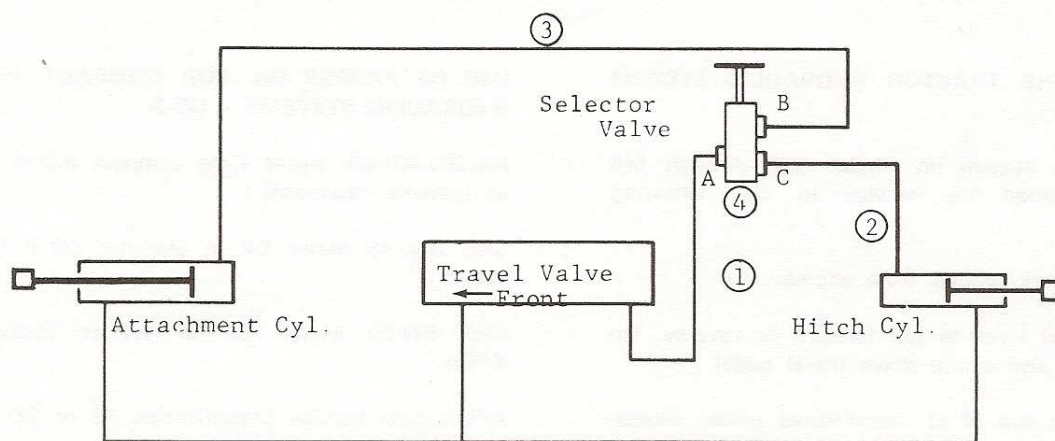 ③
Selector
Valve
B
A
C
④
②
①
Travel Valve
Front
Attachment Cyl.
Hitch Cyl.